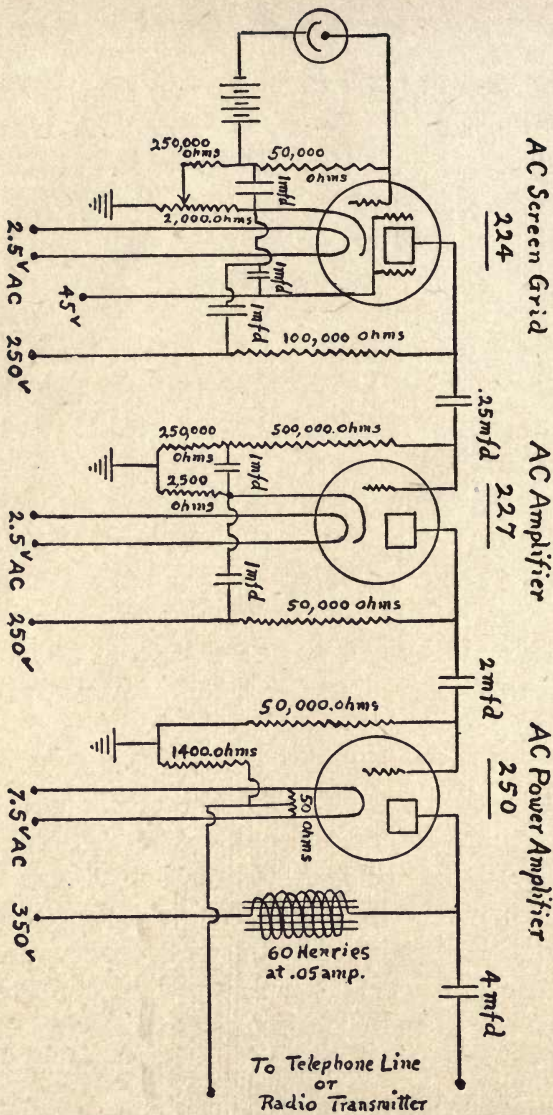 AC Screen Grid
224
250,000
ohms
50,000
ohms
1mfd
2,000.ohms
1mfd
1mfd
100,000 ohms
2.5V AC
45V
250V
.25mfd
AC Amplifier
227
250,000
Ohms
500,000.ohms
1mfd
2,500
Ohms
1mfd
50,000 ohms
2.5V AC
250V
2mfd
AC Power Amplifier
250
50,000.ohms
1400.ohms
50 ohms
7.5V AC
350V
60 Henries
at .05 amp.
4mfd
To Telephone Line
or
Radio Transmitter